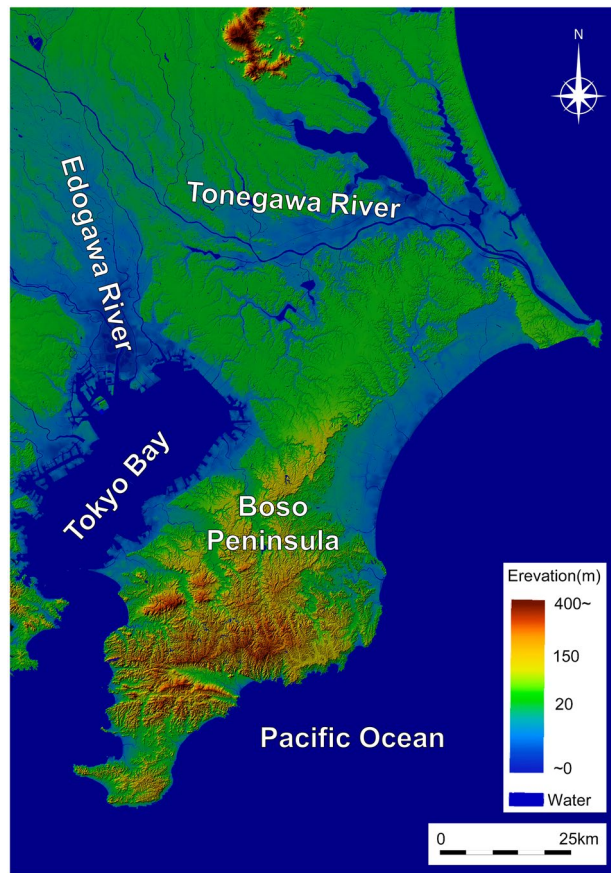 N
Edogawa River
Tonegawa River
Tokyo Bay
Boso
Peninsula
Pacific Ocean
Erevation(m)
400~
150
20
~0
Water
0 25km